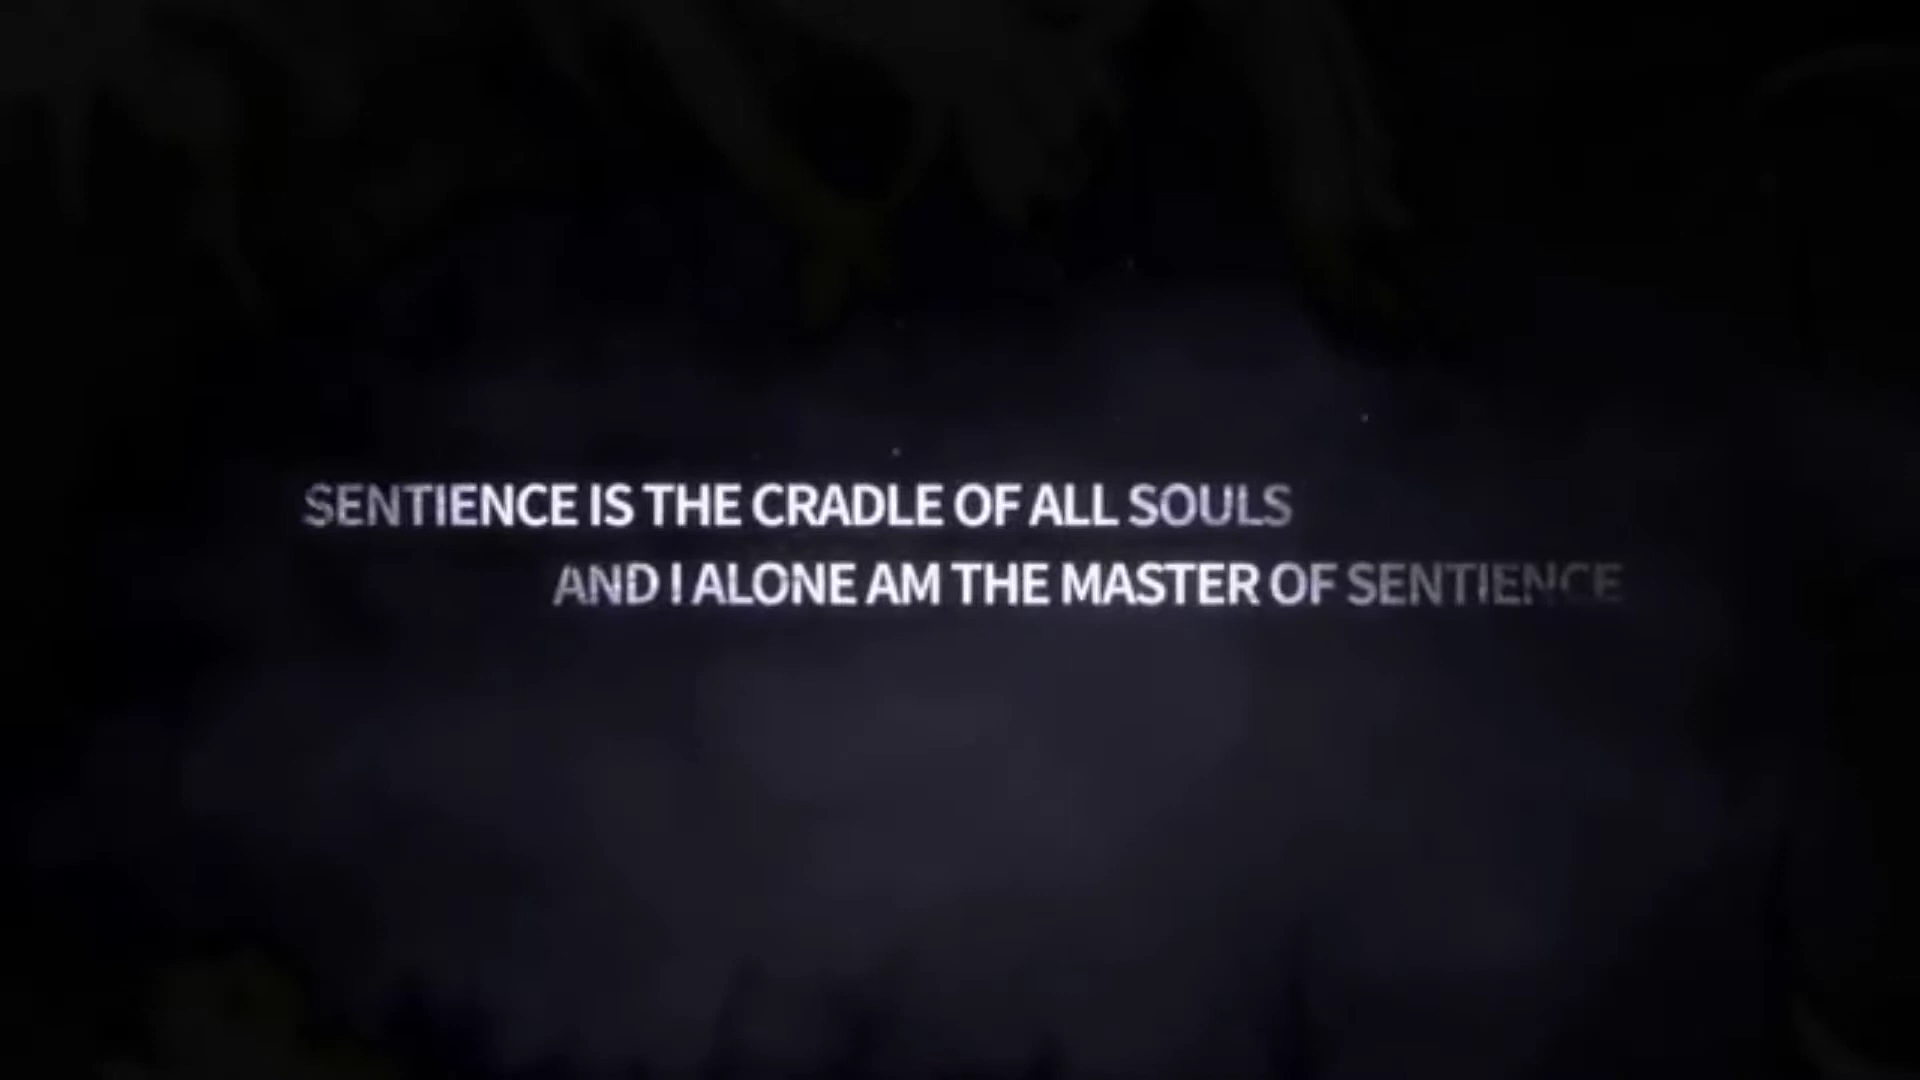 SENTIENCE IS THE CRADLE OF ALL SOULS
AND I ALONE AM THE MASTER OF SENTIENCE